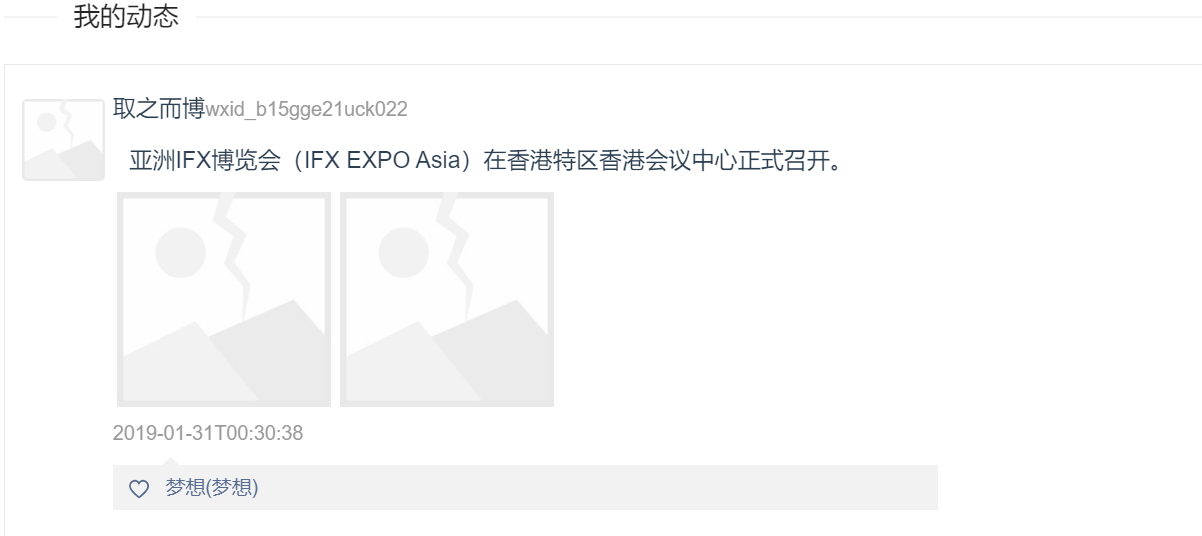 我的动态
取之而博wxid_b15gge21uck022
亚洲IFX博览会（IFX EXPO Asia）在香港特区香港会议中心正式召开。
2019-01-31T00:30:38
梦想(梦想)